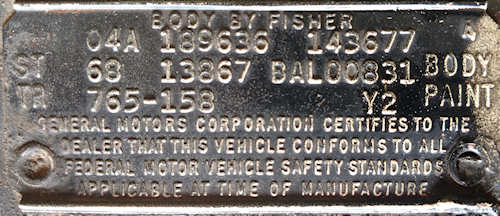 BODY BY FISHER
04A 189636 143677 A
ST 68 13867 BAL00831 BODY
TR 765-158 Y2 PAINT
GENERAL MOTORS CORPORATION CERTIFIES TO THE
DEALER THAT THIS VEHICLE CONFORMS TO ALL
FEDERAL MOTOR VEHICLE SAFETY STANDARDS
APPLICABLE AT TIME OF MANUFACTURE